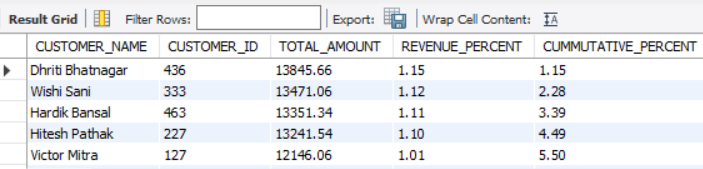 Result Grid Filter Rows: Export: Wrap Cell Content: IA
CUSTOMER_NAME CUSTOMER_ID TOTAL_AMOUNT REVENUE_PERCENT CUMMUTATIVE_PERCENT
Dhriti Bhatnagar 436 13845.66 1.15 1.15
Wishi Sani 333 13471.06 1.12 2.28
Hardik Bansal 463 13351.34 1.11 3.39
Hitesh Pathak 227 13241.54 1.10 4.49
Victor Mitra 127 12146.06 1.01 5.50